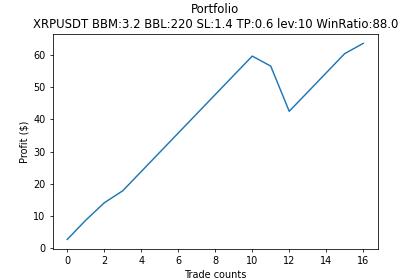 Portfolio
XRPUSDT BBM:3.2 BBL:220 SL:1.4 TP:0.6 lev:10 WinRatio:88.0
Profit ($)
60
50
40
30
20
10
0
0 2 4 6 8 10 12 14 16
Trade counts